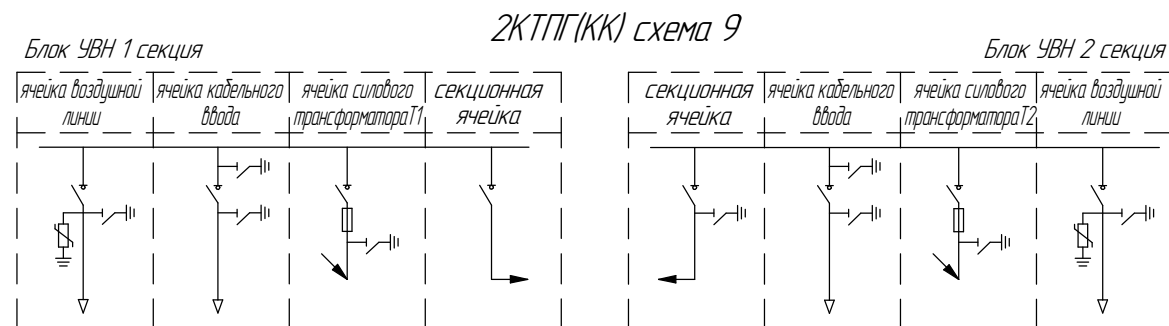 2КТПГ(КК) схема 9
Блок УВН 1 секция
Блок УВН 2 секция
ячейка воздушной
линии
ячейка кабельного
ввода
ячейка силового
трансформатора Т1
секционная
ячейка
секционная
ячейка
ячейка кабельного
ввода
ячейка силового
трансформатора Т2
ячейка воздушной
линии